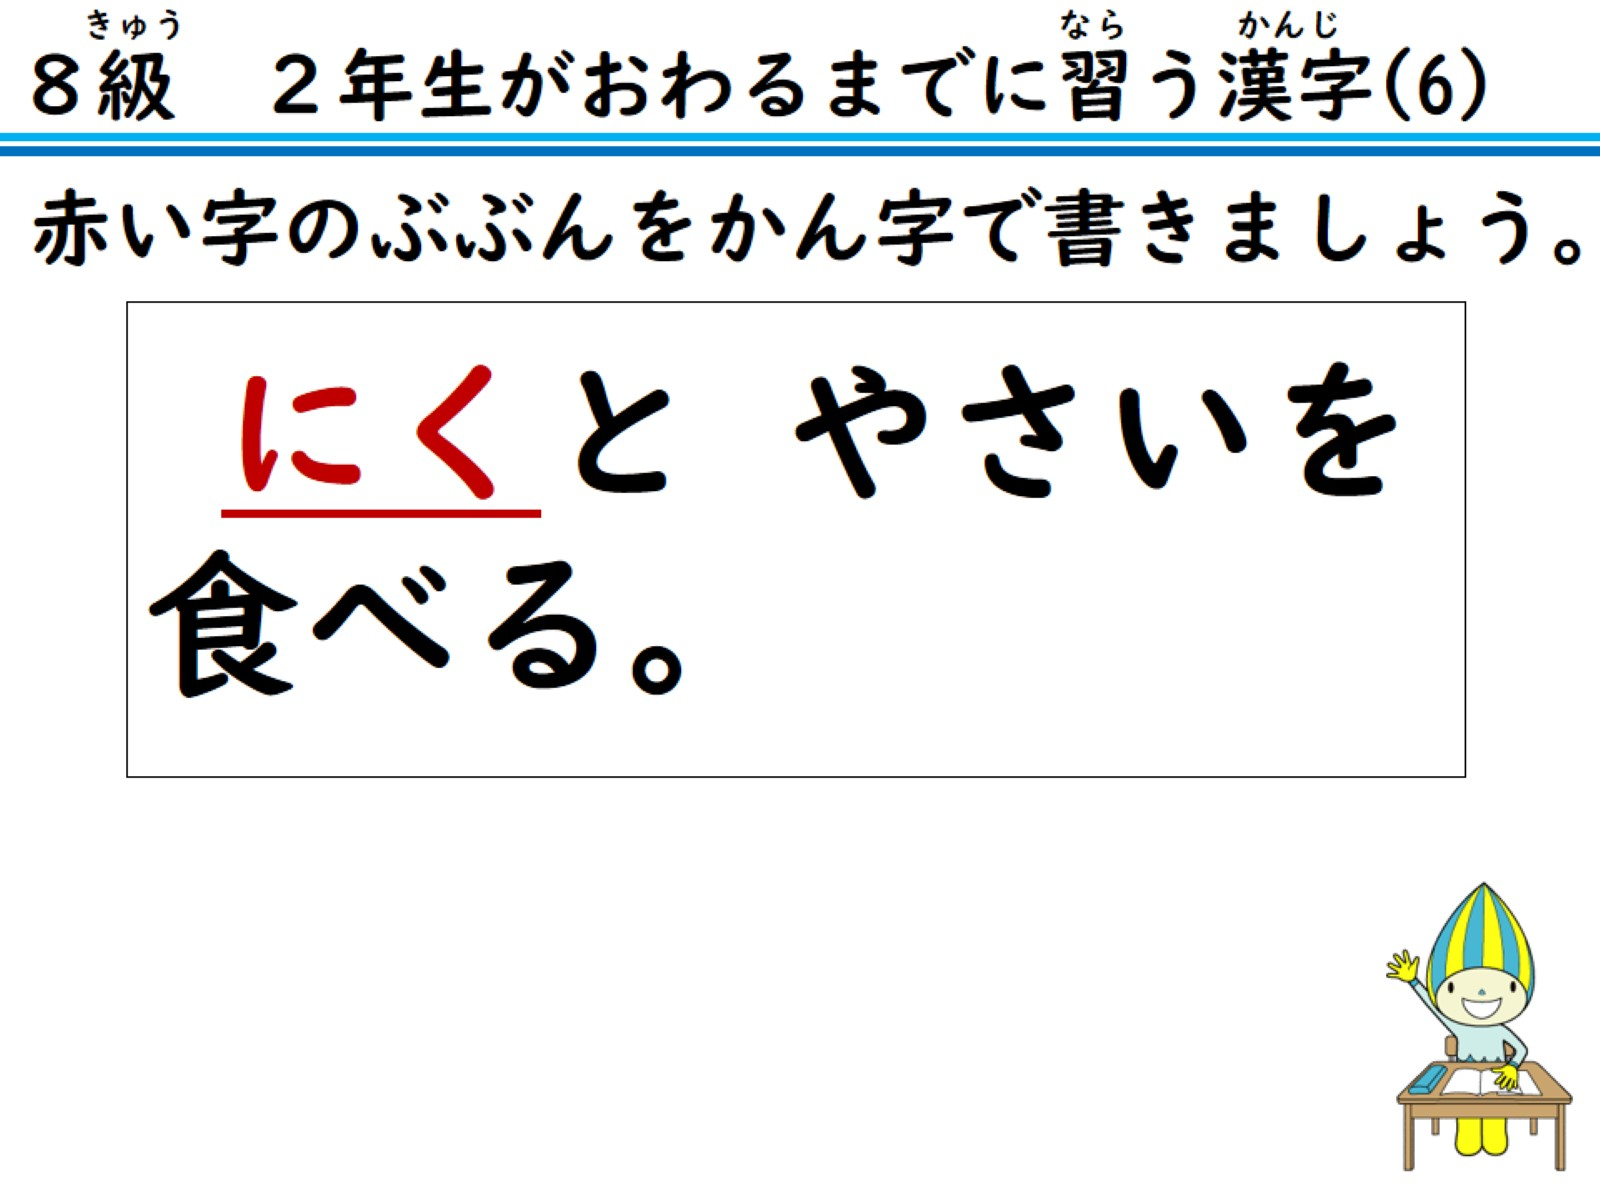 きゅう なら かんじ
８級　２年生がおわるまでに習う漢字(6)
赤い字のぶぶんをかん字で書きましょう。
にくと やさいを
食べる。